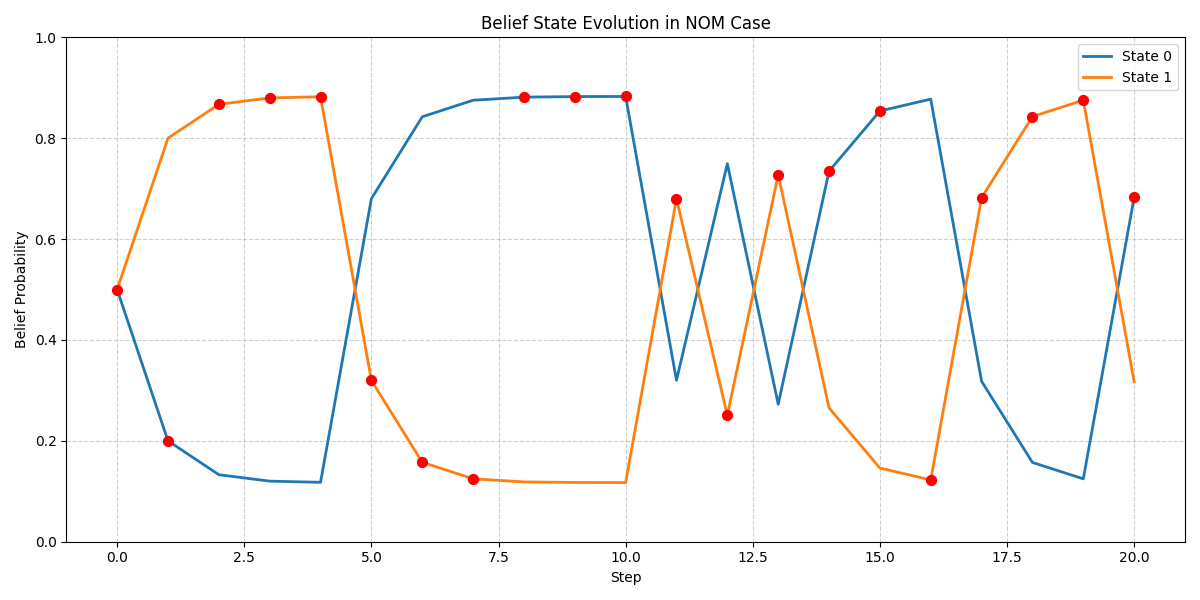 Belief State Evolution in NOM Case
State 0
State 1
Belief Probability
1.0
0.8
0.6
0.4
0.2
0.0
0.0 2.5 5.0 7.5 10.0 12.5 15.0 17.5 20.0
Step